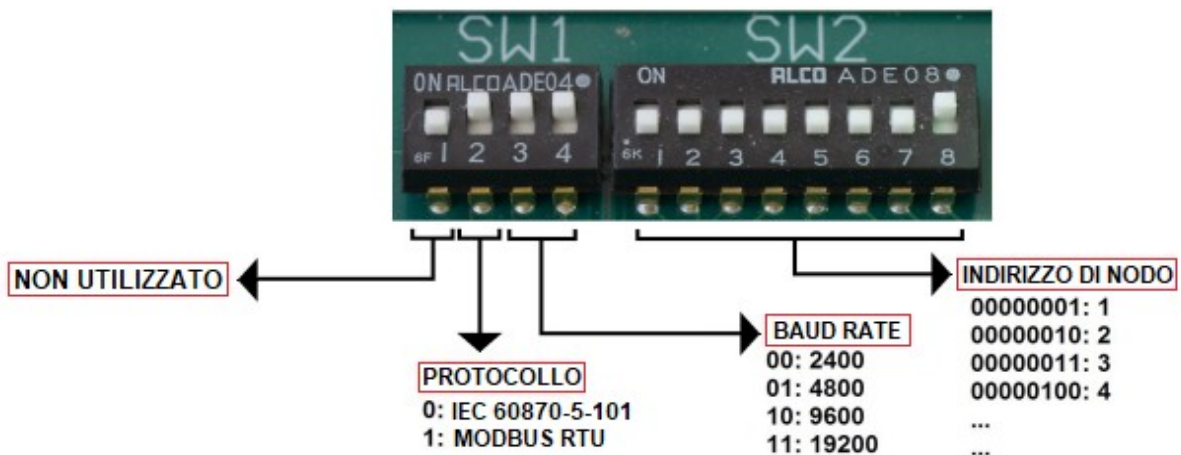 SW1 SW2
ON ALCO ADE04
ON ALCO ADE08
6F 1 2 3 4
6K 1 2 3 4 5 6 7 8
NON UTILIZZATO
PROTOCOLLO
0: IEC 60870-5-101
1: MODBUS RTU
BAUD RATE
00: 2400
01: 4800
10: 9600
11: 19200
INDIRIZZO DI NODO
00000001: 1
00000010: 2
00000011: 3
00000100: 4
...
...